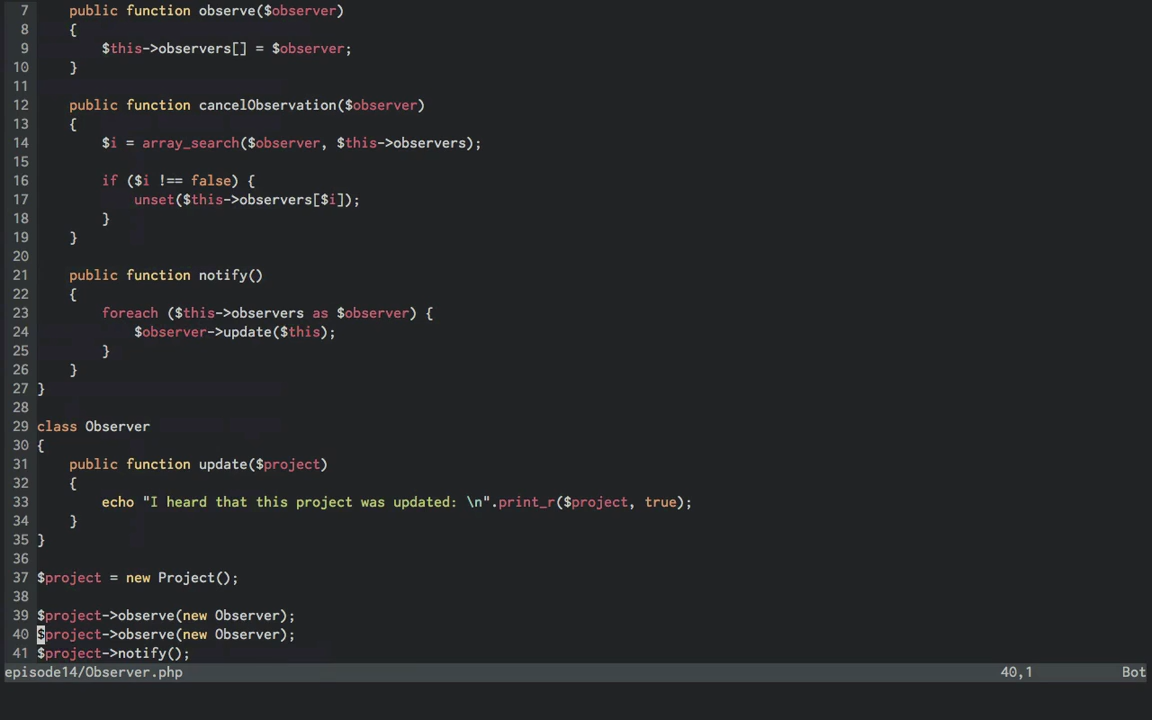 7     public function observe($observer)
8     {
9         $this->observers[] = $observer;
10     }
11
12     public function cancelObservation($observer)
13     {
14         $i = array_search($observer, $this->observers);
15
16         if ($i !== false) {
17             unset($this->observers[$i]);
18         }
19     }
20
21     public function notify()
22     {
23         foreach ($this->observers as $observer) {
24             $observer->update($this);
25         }
26     }
27 }
28
29 class Observer
30 {
31     public function update($project)
32     {
33         echo "I heard that this project was updated: \n".print_r($project, true);
34     }
35 }
36
37 $project = new Project();
38
39 $project->observe(new Observer);
40 $project->observe(new Observer);
41 $project->notify();
episode14/Observer.php 40,1 Bot